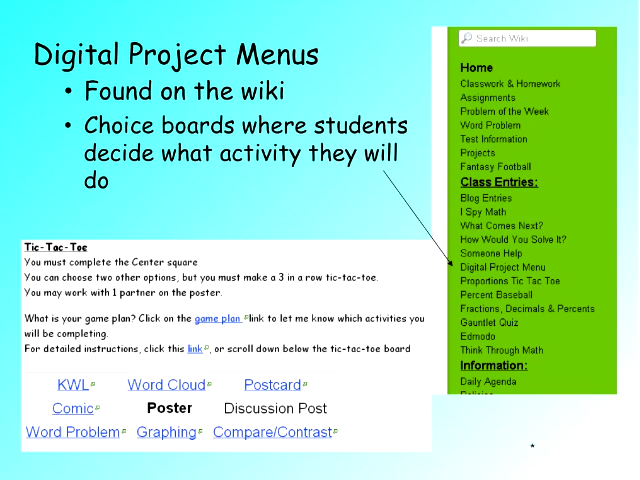 Digital Project Menus
• Found on the wiki
• Choice boards where students
decide what activity they will
do
Search Wiki
Home
Classwork & Homework
Assignments
Problem of the Week
Word Problem
Test Information
Projects
Fantasy Football
Class Entries:
Blog Entries
I Spy Math
What Comes Next?
How Would You Solve It?
Someone Help
Digital Project Menu
Proportions Tic Tac Toe
Percent Baseball
Fractions, Decimals & Percents
Gauntlet Quiz
Edmodo
Think Through Math
Information:
Daily Agenda
Tic-Tac-Toe
You must complete the Center square
You can choose two other options, but you must make a 3 in a row tic-tac-toe.
You may work with 1 partner on the poster.
What is your game plan? Click on the game plan link to let me know which activities you
will be completing.
For detailed instructions, click this link, or scroll down below the tic-tac-toe board
KWL Word Cloud Postcard
Comic Poster Discussion Post
Word Problem Graphing Compare/Contrast
*